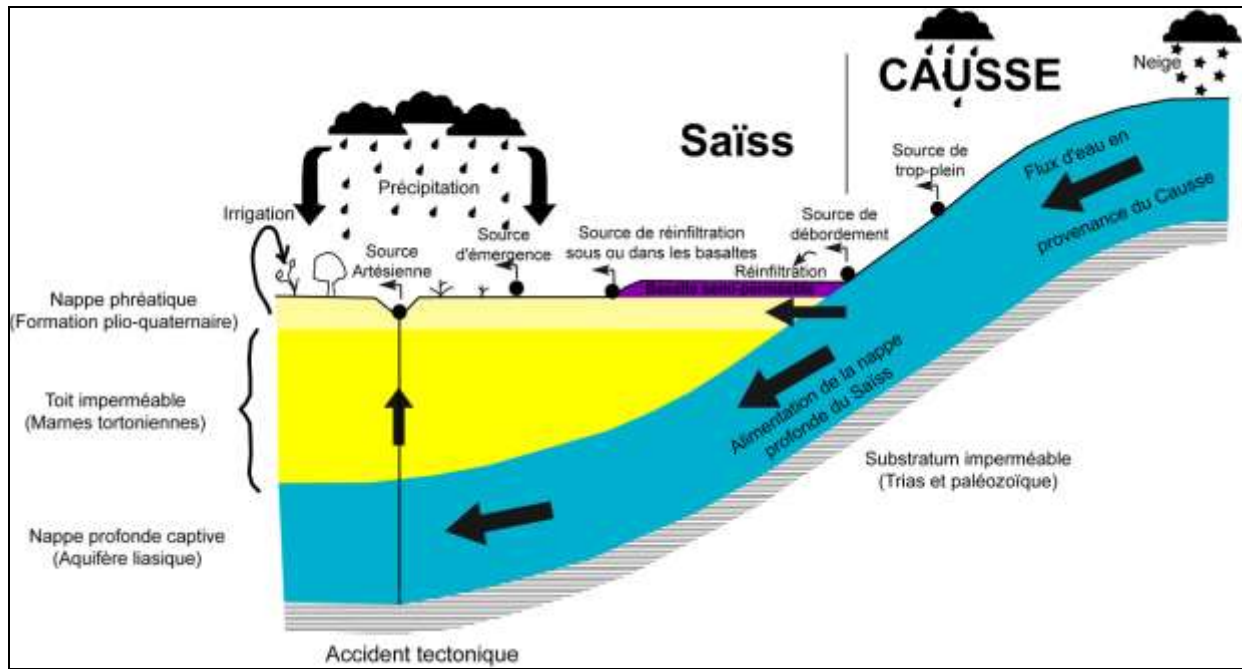 CAUSSE
Neige
Saïss
Source de
trop-plein
Flux d'eau en
provenance du Causse
Précipitation
Irrigation
Source
Artésienne
Source
d'émergence
Source de réinfiltration
sous ou dans les basaltes
Source de
débordement
Réinfiltration
Basalte semi-perméable
Nappe phréatique
(Formation plio-quaternaire)
Toit imperméable
(Marnes tortoniennes)
Alimentation de la nappe
profonde du Saïss
Substratum imperméable
(Trias et paléozoïque)
Nappe profonde captive
(Aquifère liasique)
Accident tectonique